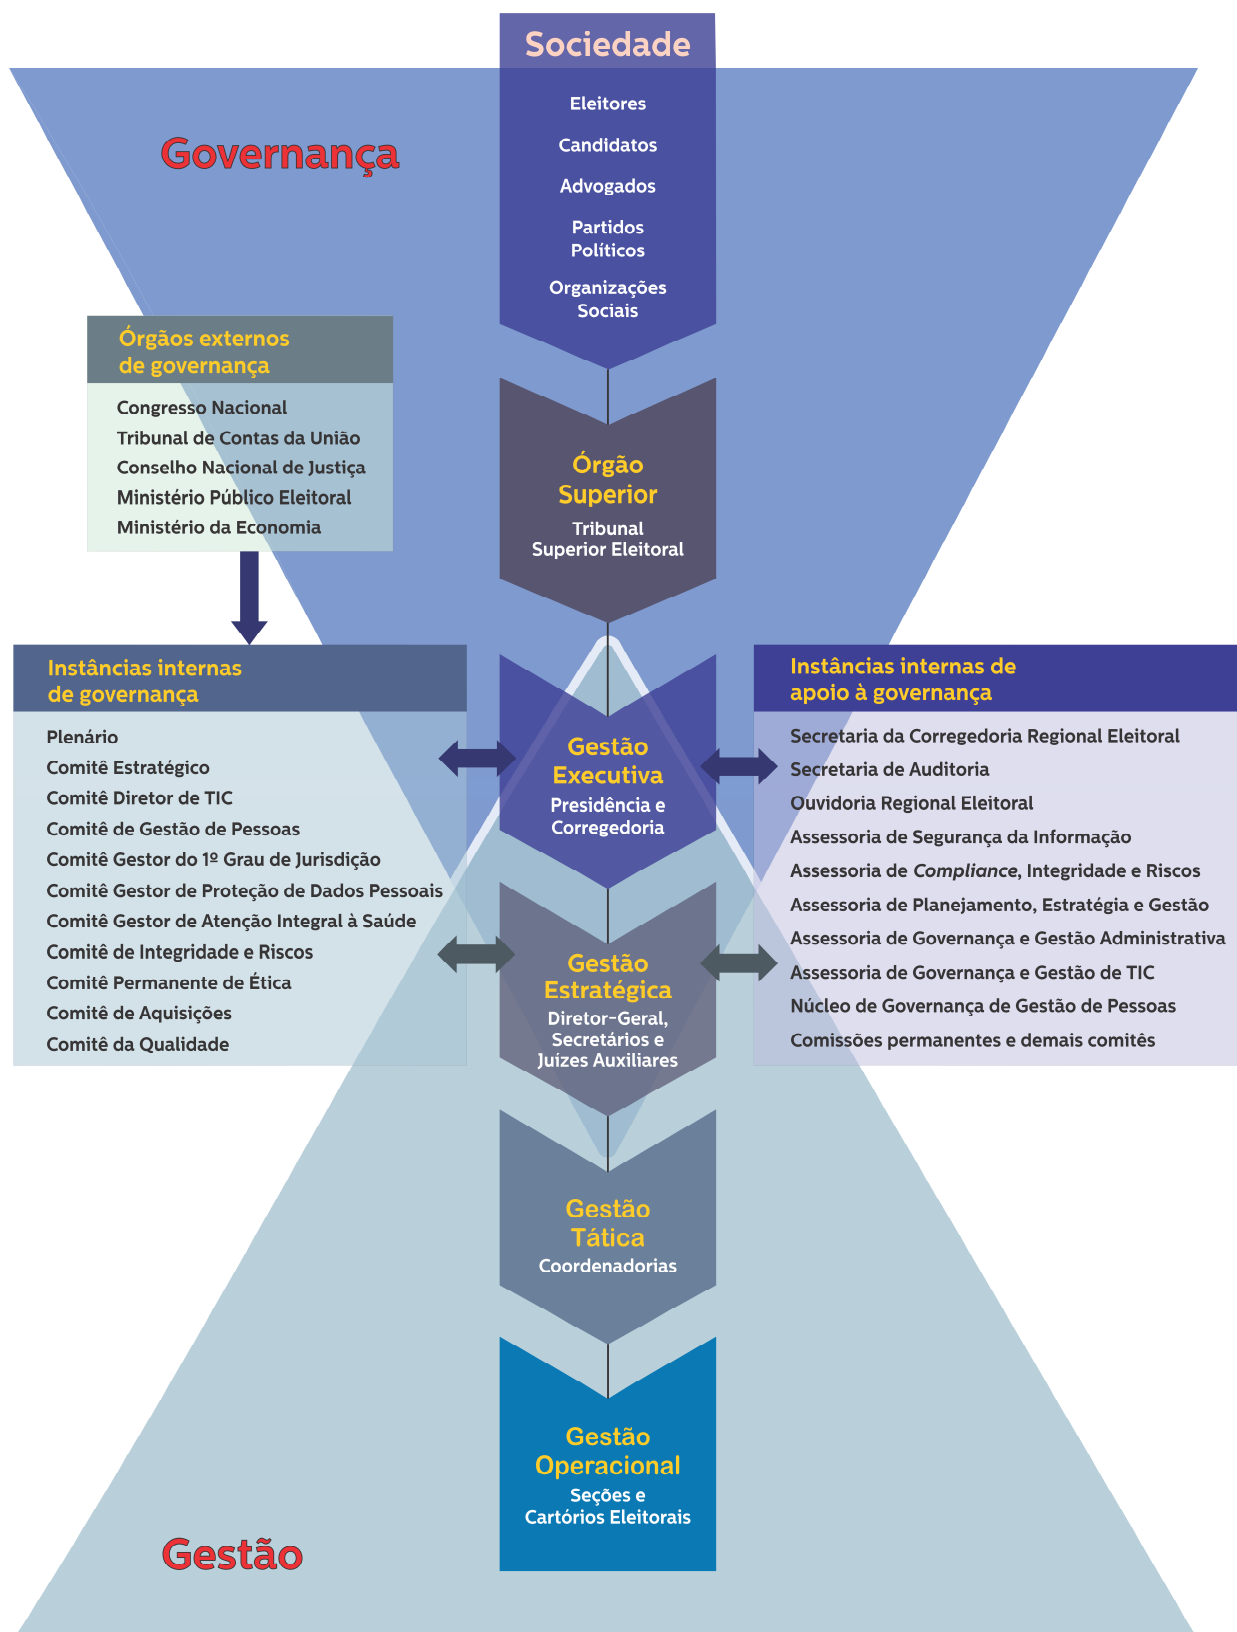 Sociedade
Eleitores
Candidatos
Advogados
Partidos
Políticos
Organizações
Sociais
Governança
Órgãos externos
de governança
Congresso Nacional
Tribunal de Contas da União
Conselho Nacional de Justiça
Ministério Público Eleitoral
Ministério da Economia
Órgão
Superior
Tribunal
Superior Eleitoral
Instâncias internas
de governança
Plenário
Comitê Estratégico
Comitê Diretor de TIC
Comitê de Gestão de Pessoas
Comitê Gestor do 1º Grau de Jurisdição
Comitê Gestor de Proteção de Dados Pessoais
Comitê Gestor de Atenção Integral à Saúde
Comitê de Integridade e Riscos
Comitê Permanente de Ética
Comitê de Aquisições
Comitê da Qualidade
Gestão
Executiva
Presidência e
Corregedoria
Gestão
Estratégica
Diretor-Geral,
Secretários e
Juízes Auxiliares
Instâncias internas de
apoio à governança
Secretaria da Corregedoria Regional Eleitoral
Secretaria de Auditoria
Ouvidoria Regional Eleitoral
Assessoria de Segurança da Informação
Assessoria de Compliance, Integridade e Riscos
Assessoria de Planejamento, Estratégia e Gestão
Assessoria de Governança e Gestão Administrativa
Assessoria de Governança e Gestão de TIC
Núcleo de Governança de Gestão de Pessoas
Comissões permanentes e demais comitês
Gestão
Tática
Coordenadorias
Gestão
Operacional
Seções e
Cartórios Eleitorais
Gestão